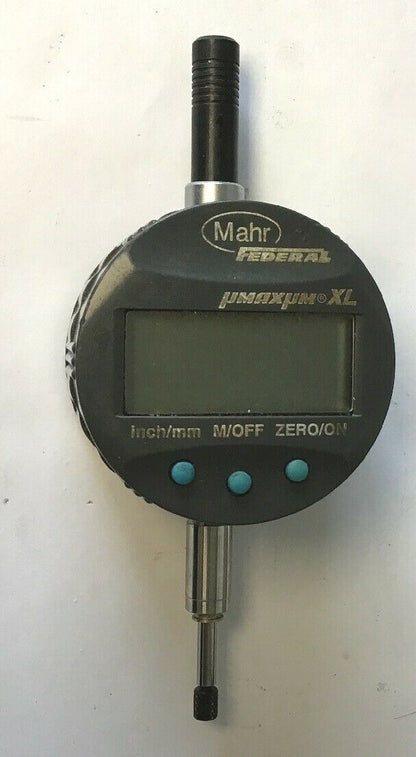 Mahr
FEDERAL
µMAXµM® XL
inch/mm M/OFF ZERO/ON